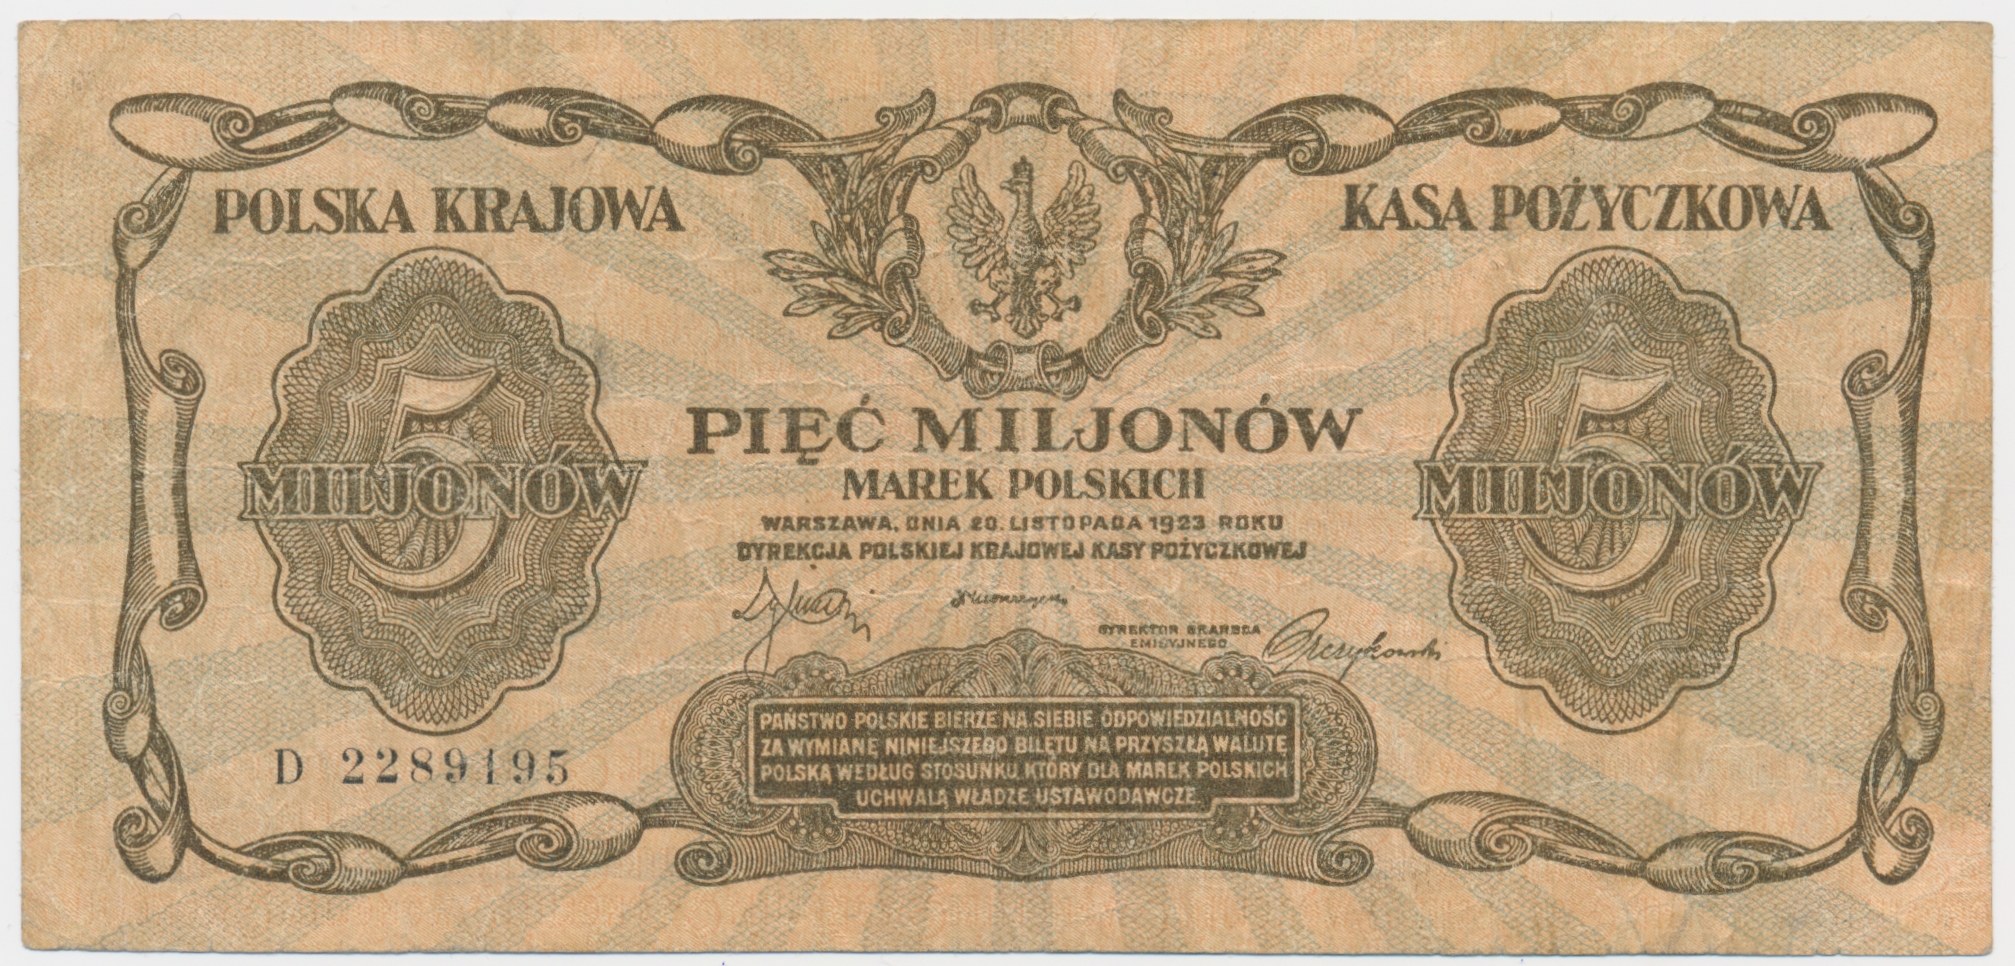 POLSKA KRAJOWA KASA POŻYCZKOWA
5 MILJONÓW
5 MILJONÓW
PIĘĆ MILJONÓW
MAREK POLSKICH
WARSZAWA, DNIA 20. LISTOPADA 1923 ROKU
DYREKCJA POLSKIEJ KRAJOWEJ KASY POŻYCZKOWEJ
DYREKTOR SKARBCA
EMISYJNEGO
PAŃSTWO POLSKIE BIERZE NA SIEBIE ODPOWIEDZIALNOŚĆ
ZA WYMIANĘ NINIEJSZEGO BILETU NA PRZYSZŁĄ WALUTĘ
POLSKĄ WEDŁUG STOSUNKU, KTÓRY DLA MAREK POLSKICH
UCHWALĄ WŁADZE USTAWODAWCZE.
D 2289195